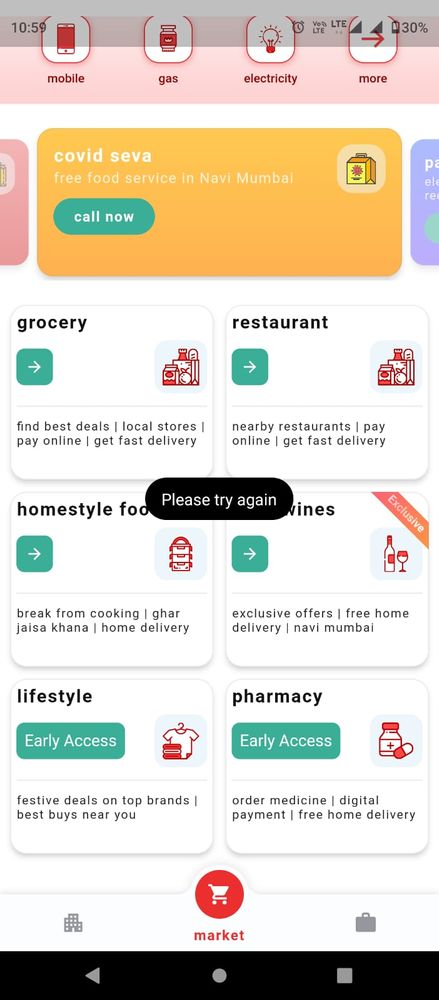 10:59
VoD LTE
LTE
30%
mobile
gas
electricity
more
covid seva
free food service in Navi Mumbai
call now
pa
ele
rec
grocery
restaurant
find best deals | local stores |
pay online | get fast delivery
nearby restaurants | pay
online | get fast delivery
Please try again
homestyle foo
wines
Exclusive
break from cooking | ghar
jaisa khana | home delivery
exclusive offers | free home
delivery | navi mumbai
lifestyle
pharmacy
Early Access
Early Access
festive deals on top brands |
best buys near you
order medicine | digital
payment | free home delivery
market